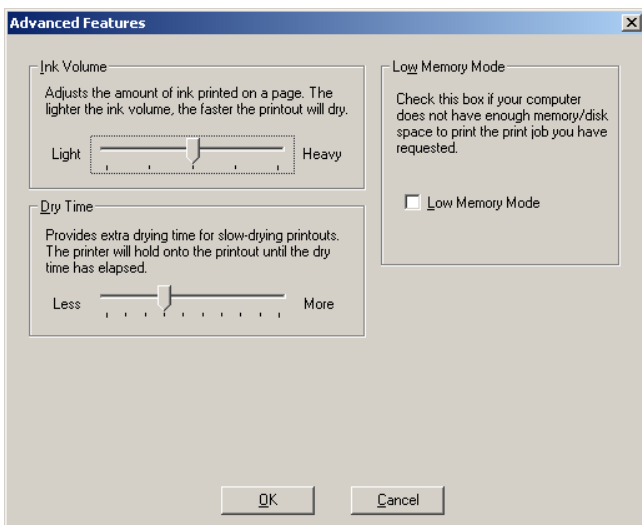 Advanced Features
Ink Volume
Adjusts the amount of ink printed on a page. The
lighter the ink volume, the faster the printout will dry.
Light
Heavy
Dry Time
Provides extra drying time for slow-drying printouts.
The printer will hold onto the printout until the dry
time has elapsed.
Less
More
Low Memory Mode
Check this box if your computer
does not have enough memory/disk
space to print the print job you have
requested.
Low Memory Mode
OK
Cancel